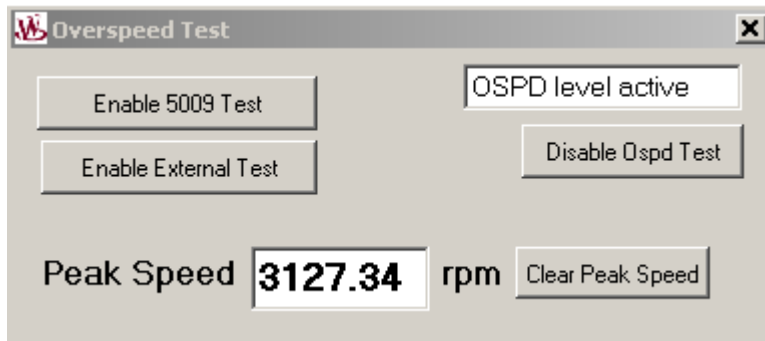 Overspeed Test
OSPD level active
Enable 5009 Test
Disable Ospd Test
Enable External Test
Peak Speed 3127.34 rpm Clear Peak Speed